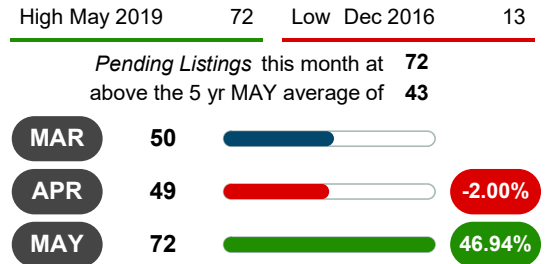 High May 2019 72 Low Dec 2016 13
Pending Listings this month at 72
above the 5 yr MAY average of 43
MAR 50
APR 49 -2.00%
MAY 72 46.94%